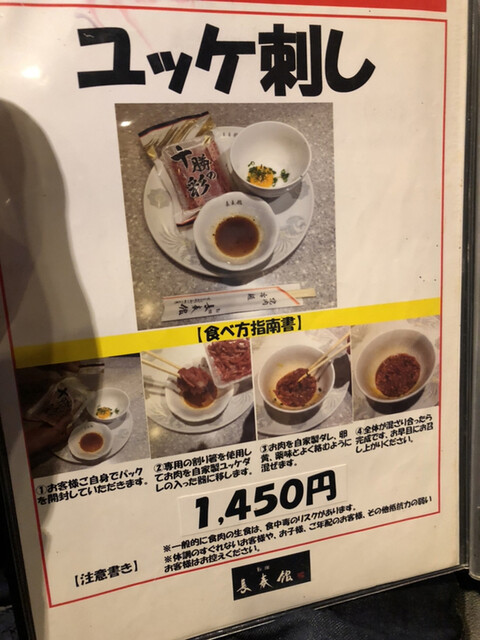 ユッケ刺し
十勝の彩
長春館
長春館
【食べ方指南書】
①お客様ご自身でパック
を開封していただきます。
②専用の割り箸を使用し
てお肉を自家製ユッケダ
レの入った器に移します。
③お肉を自家製ダレ、卵
黄、薬味とよく絡むように
混ぜます。
④全体が混ざり合ったら
完成です、お早目にお召
し上がりください。
1,450円
【注意書き】
※一般的に食肉の生食は、食中毒のリスクがあります。
※体調のすぐれないお客様や、お子様、ご年配のお客様、その他抵抗力の弱い
お客様はお控えください。
長春館